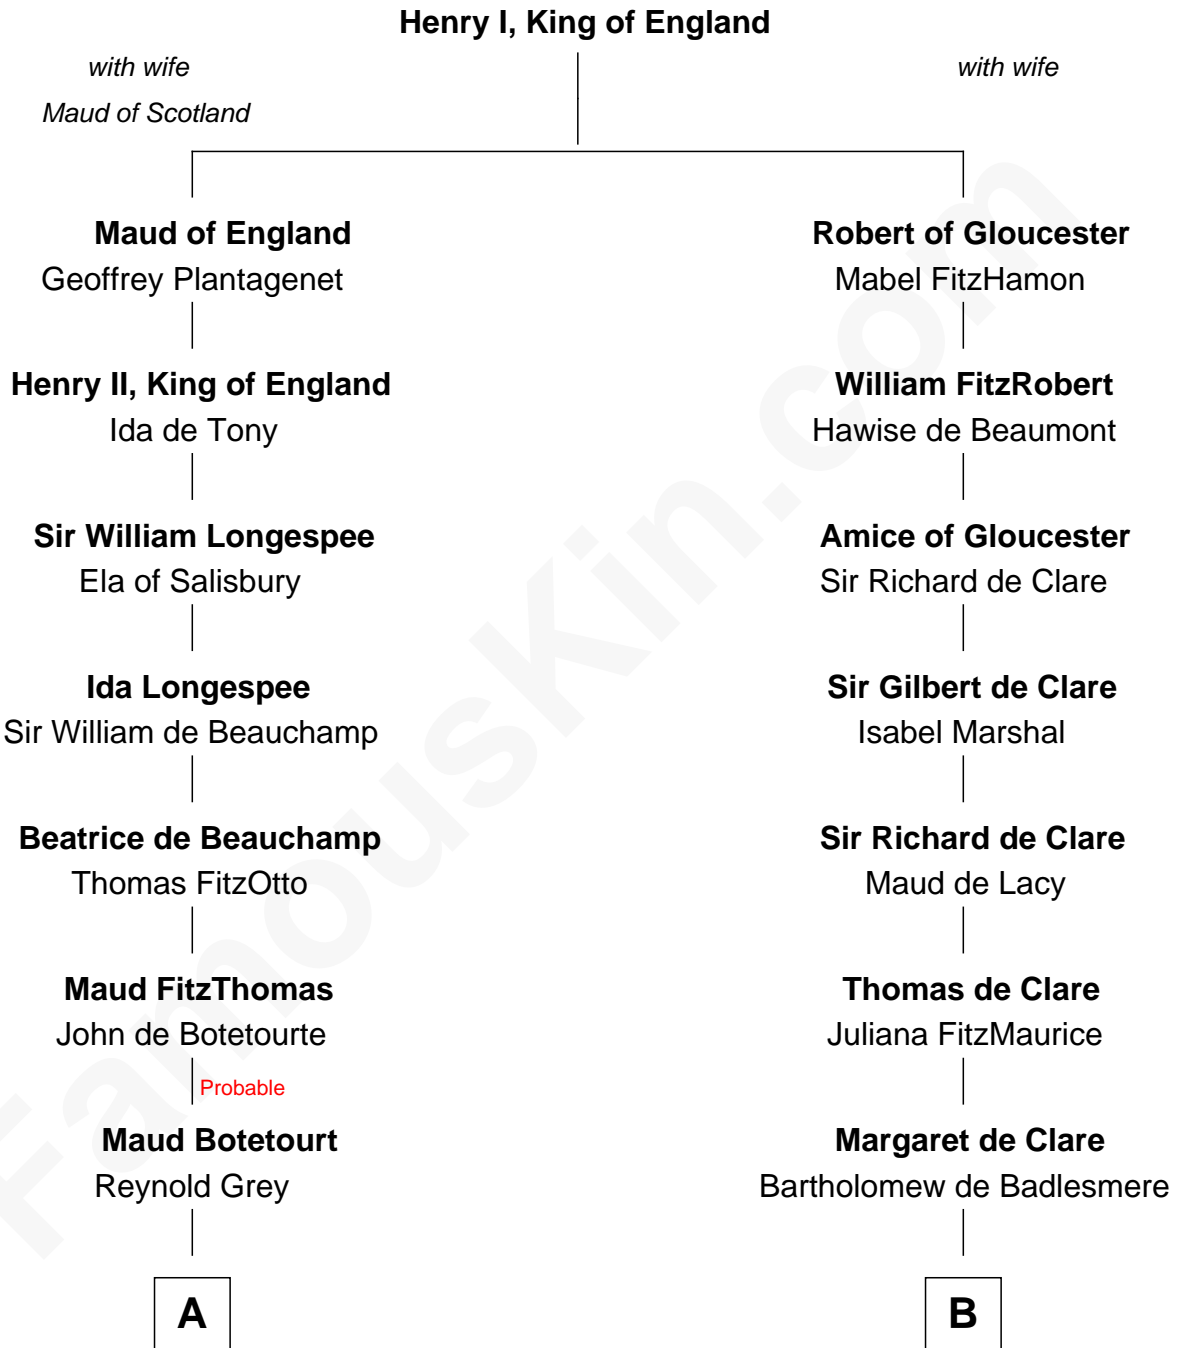 Henry I, King of England
with wife
Maud of Scotland
with wife
Maud of England
Geoffrey Plantagenet
Robert of Gloucester
Mabel FitzHamon
Henry II, King of England
Ida de Tony
William FitzRobert
Hawise de Beaumont
Sir William Longespee
Ela of Salisbury
Amice of Gloucester
Sir Richard de Clare
Ida Longespee
Sir William de Beauchamp
Sir Gilbert de Clare
Isabel Marshal
Beatrice de Beauchamp
Thomas FitzOtto
Sir Richard de Clare
Maud de Lacy
Maud FitzThomas
John de Botetourte
Thomas de Clare
Juliana FitzMaurice
Probable
Maud Botetourt
Reynold Grey
Margaret de Clare
Bartholomew de Badlesmere
A
B
FamousKin.com